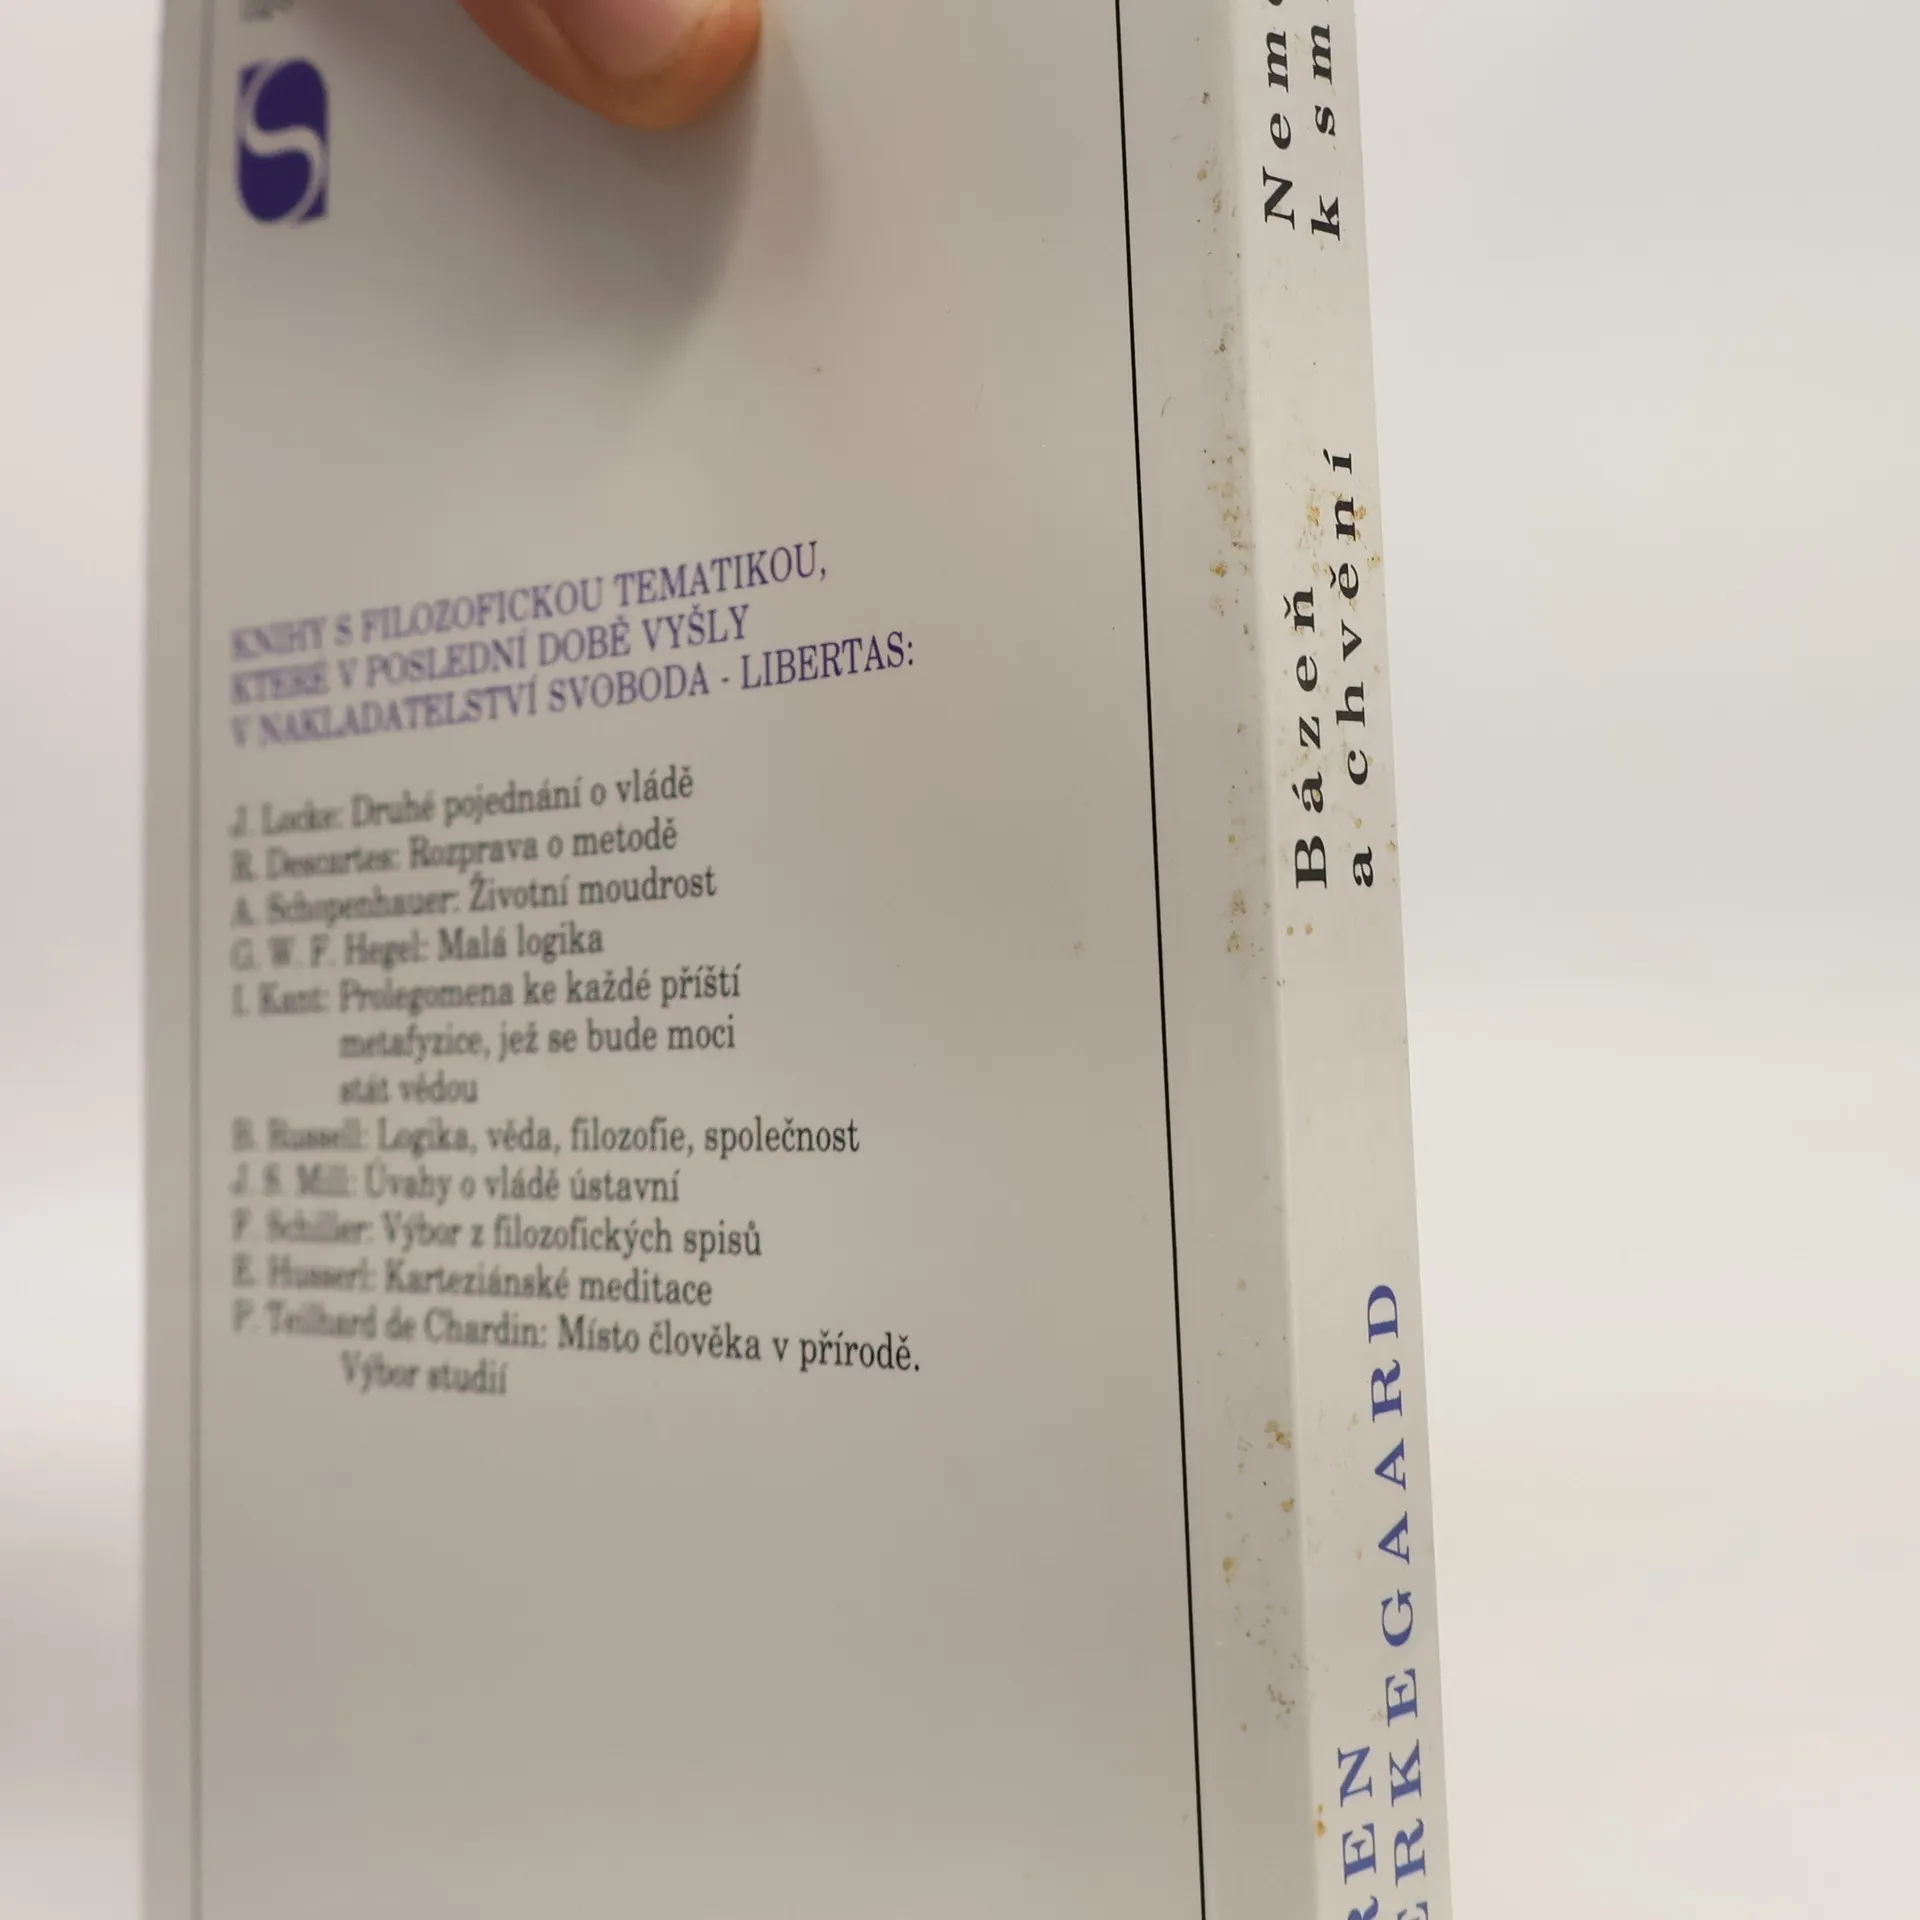 KNIHY S FILOZOFICKOU TEMATIKOU,
KTERÉ V POSLEDNÍ DOBĚ VYŠLY
V NAKLADATELSTVÍ SVOBODA - LIBERTAS:
J. Locke: Druhé pojednání o vládě
R. Descartes: Rozprava o metodě
A. Schopenhauer: Životní moudrost
G. W. F. Hegel: Malá logika
I. Kant: Prolegomena ke každé příští
metafyzice, jež se bude moci
stát vědou
B. Russell: Logika, věda, filozofie, společnost
J. S. Mill: Úvahy o vládě ústavní
F. Schiller: Výbor z filozofických spisů
E. Husserl: Karteziánské meditace
P. Teilhard de Chardin: Místo člověka v přírodě.
Výbor studií
REN
ERKEGAARD
Bázeň
a chvění
Nem
k sm